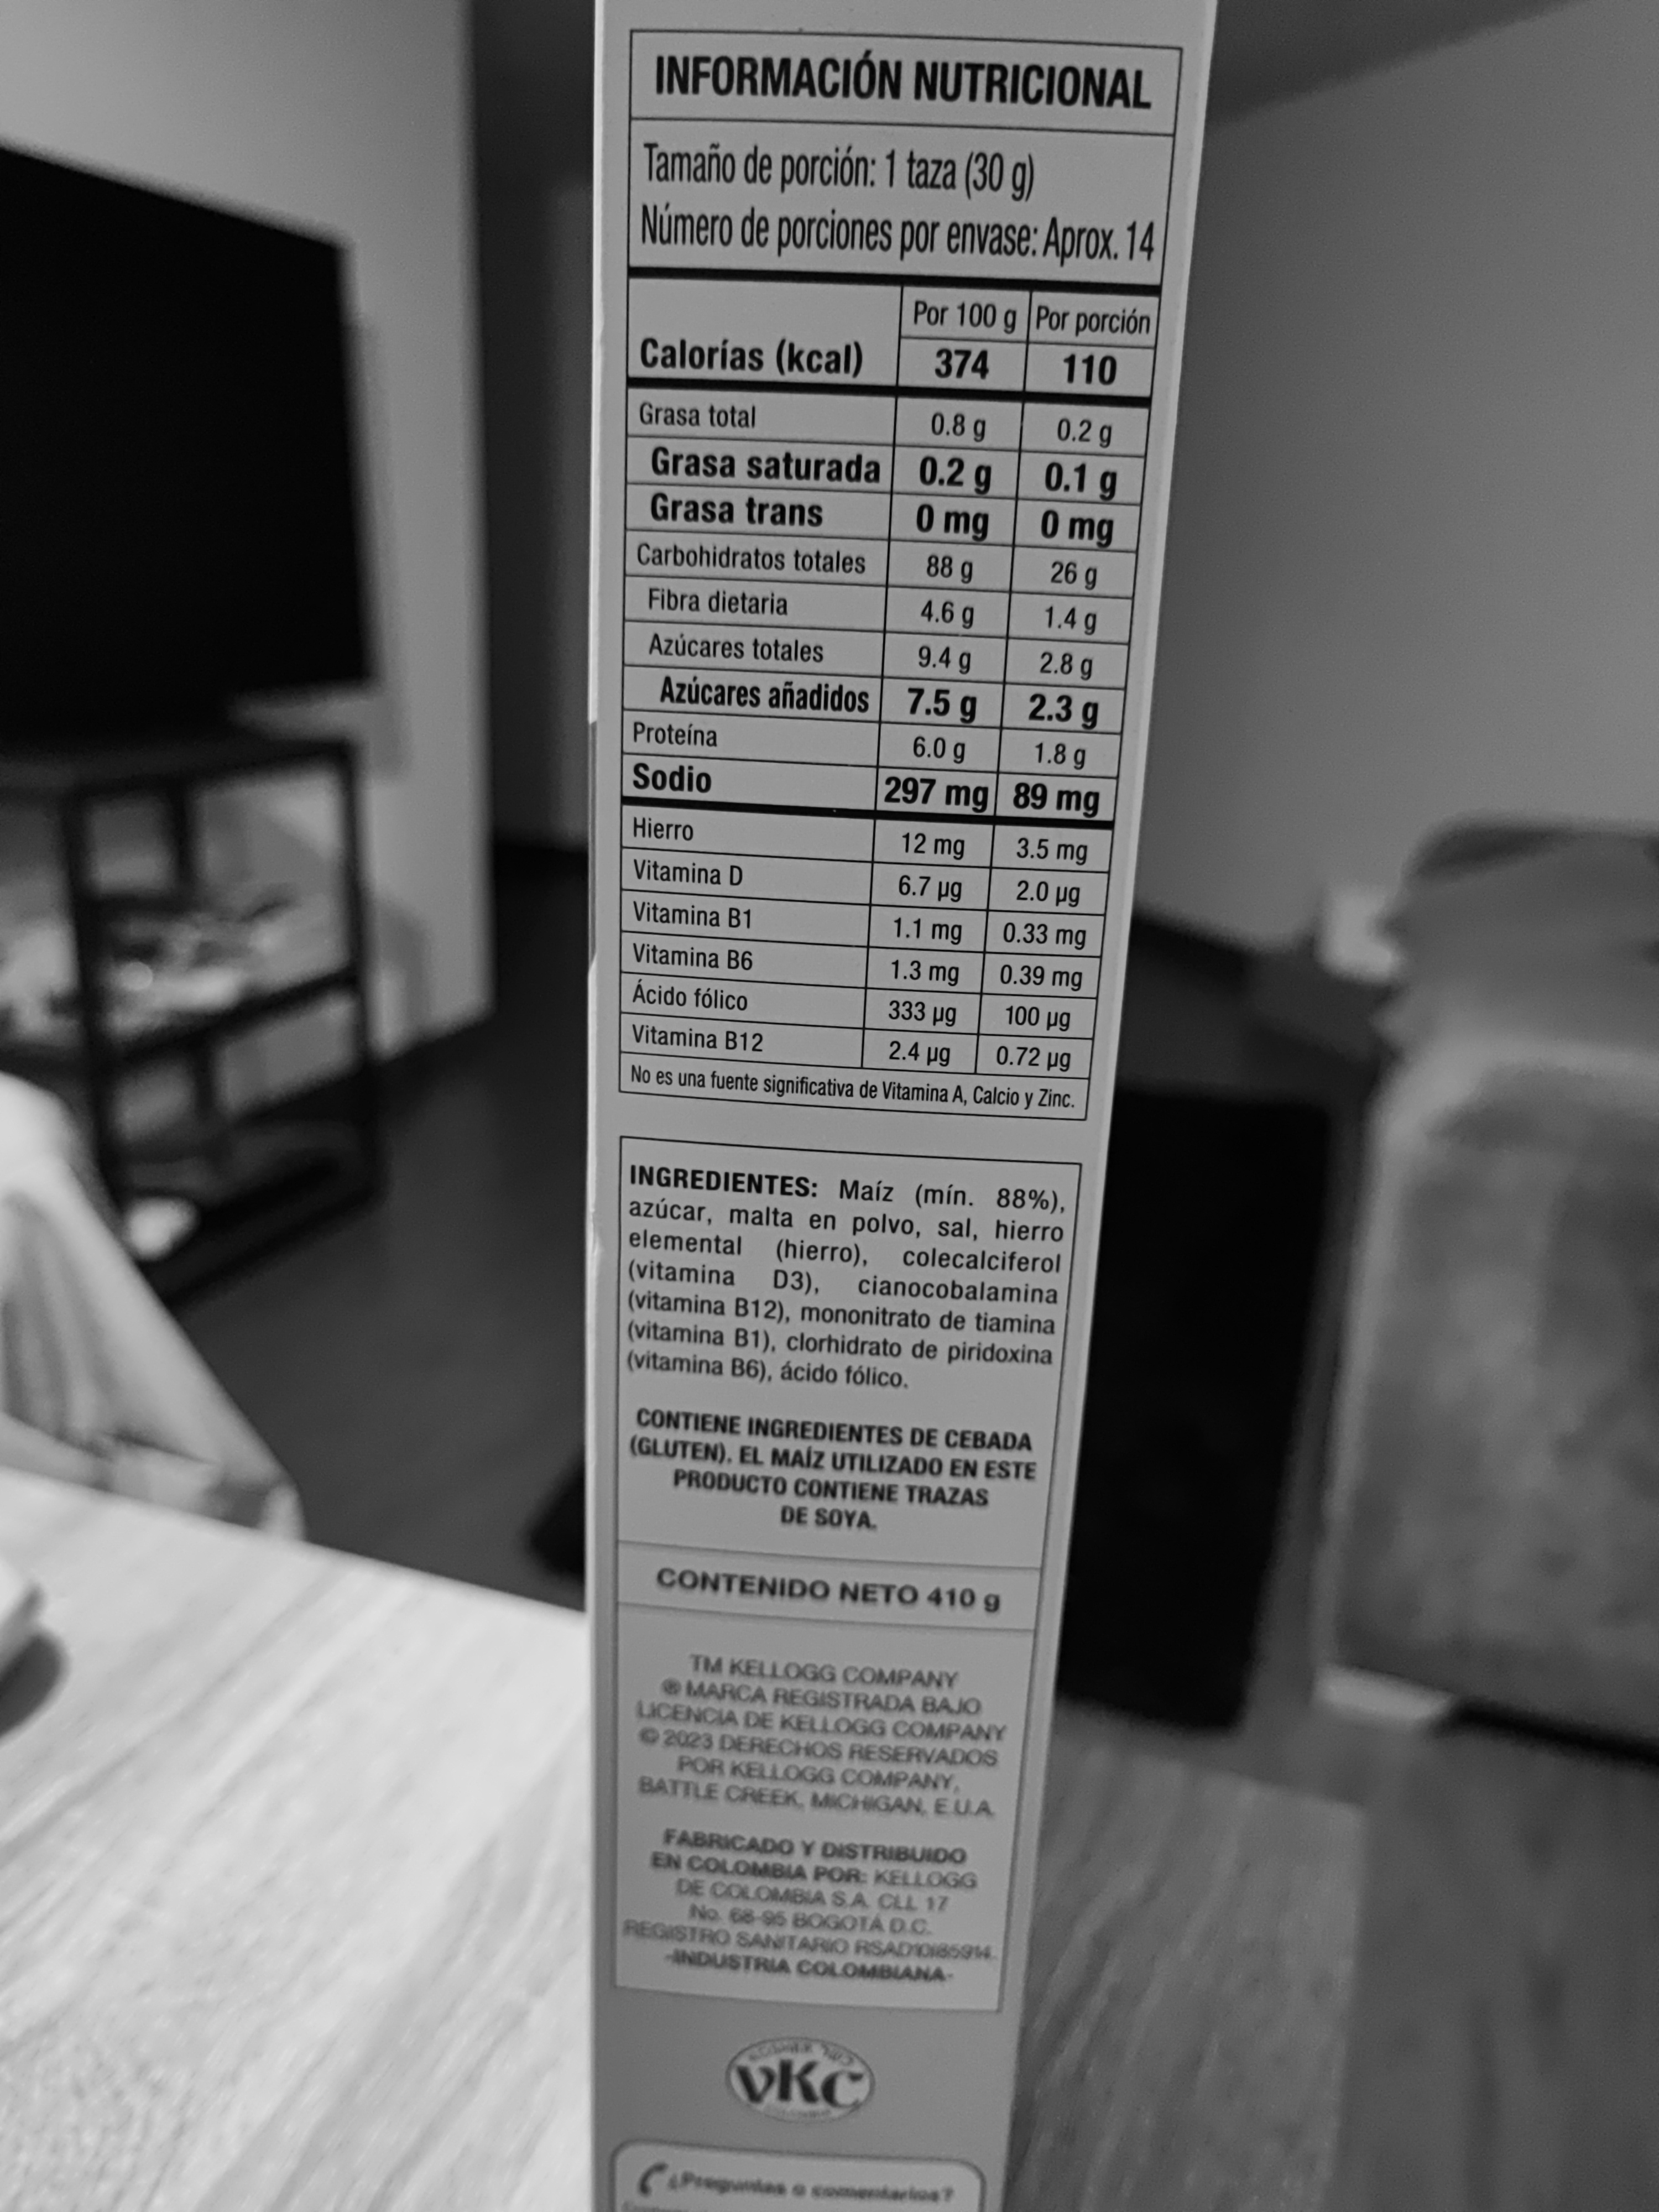 INFORMACIÓN NUTRICIONAL
Tamaño de porción: 1 taza (30 g)
Número de porciones por envase: Aprox. 14
Por 100 g Por porción
Calorías (kcal) 374 110
Grasa total 0.8 g 0.2 g
Grasa saturada 0.2 g 0.1 g
Grasa trans 0 mg 0 mg
Carbohidratos totales 88 g 26 g
Fibra dietaria 4.6 g 1.4 g
Azúcares totales 9.4 g 2.8 g
Azúcares añadidos 7.5 g 2.3 g
Proteína 6.0 g 1.8 g
Sodio 297 mg 89 mg
Hierro 12 mg 3.5 mg
Vitamina D 6.7 µg 2.0 µg
Vitamina B1 1.1 mg 0.33 mg
Vitamina B6 1.3 mg 0.39 mg
Ácido fólico 333 µg 100 µg
Vitamina B12 2.4 µg 0.72 µg
No es una fuente significativa de Vitamina A, Calcio y Zinc.
INGREDIENTES: Maíz (mín. 88%),
azúcar, malta en polvo, sal, hierro
elemental (hierro), colecalciferol
(vitamina D3), cianocobalamina
(vitamina B12), mononitrato de tiamina
(vitamina B1), clorhidrato de piridoxina
(vitamina B6), ácido fólico.
CONTIENE INGREDIENTES DE CEBADA
(GLUTEN). EL MAÍZ UTILIZADO EN ESTE
PRODUCTO CONTIENE TRAZAS
DE SOYA.
CONTENIDO NETO 410 g
TM KELLOGG COMPANY
® MARCA REGISTRADA BAJO
LICENCIA DE KELLOGG COMPANY
© 2023 DERECHOS RESERVADOS
POR KELLOGG COMPANY,
BATTLE CREEK, MICHIGAN, E.U.A.
FABRICADO Y DISTRIBUIDO
EN COLOMBIA POR: KELLOGG
DE COLOMBIA S.A. CLL 17
No. 68-95 BOGOTÁ D.C.
REGISTRO SANITARIO
-INDUSTRIA COLOMBIANA-
VKC
¿Preguntas o comentarios?